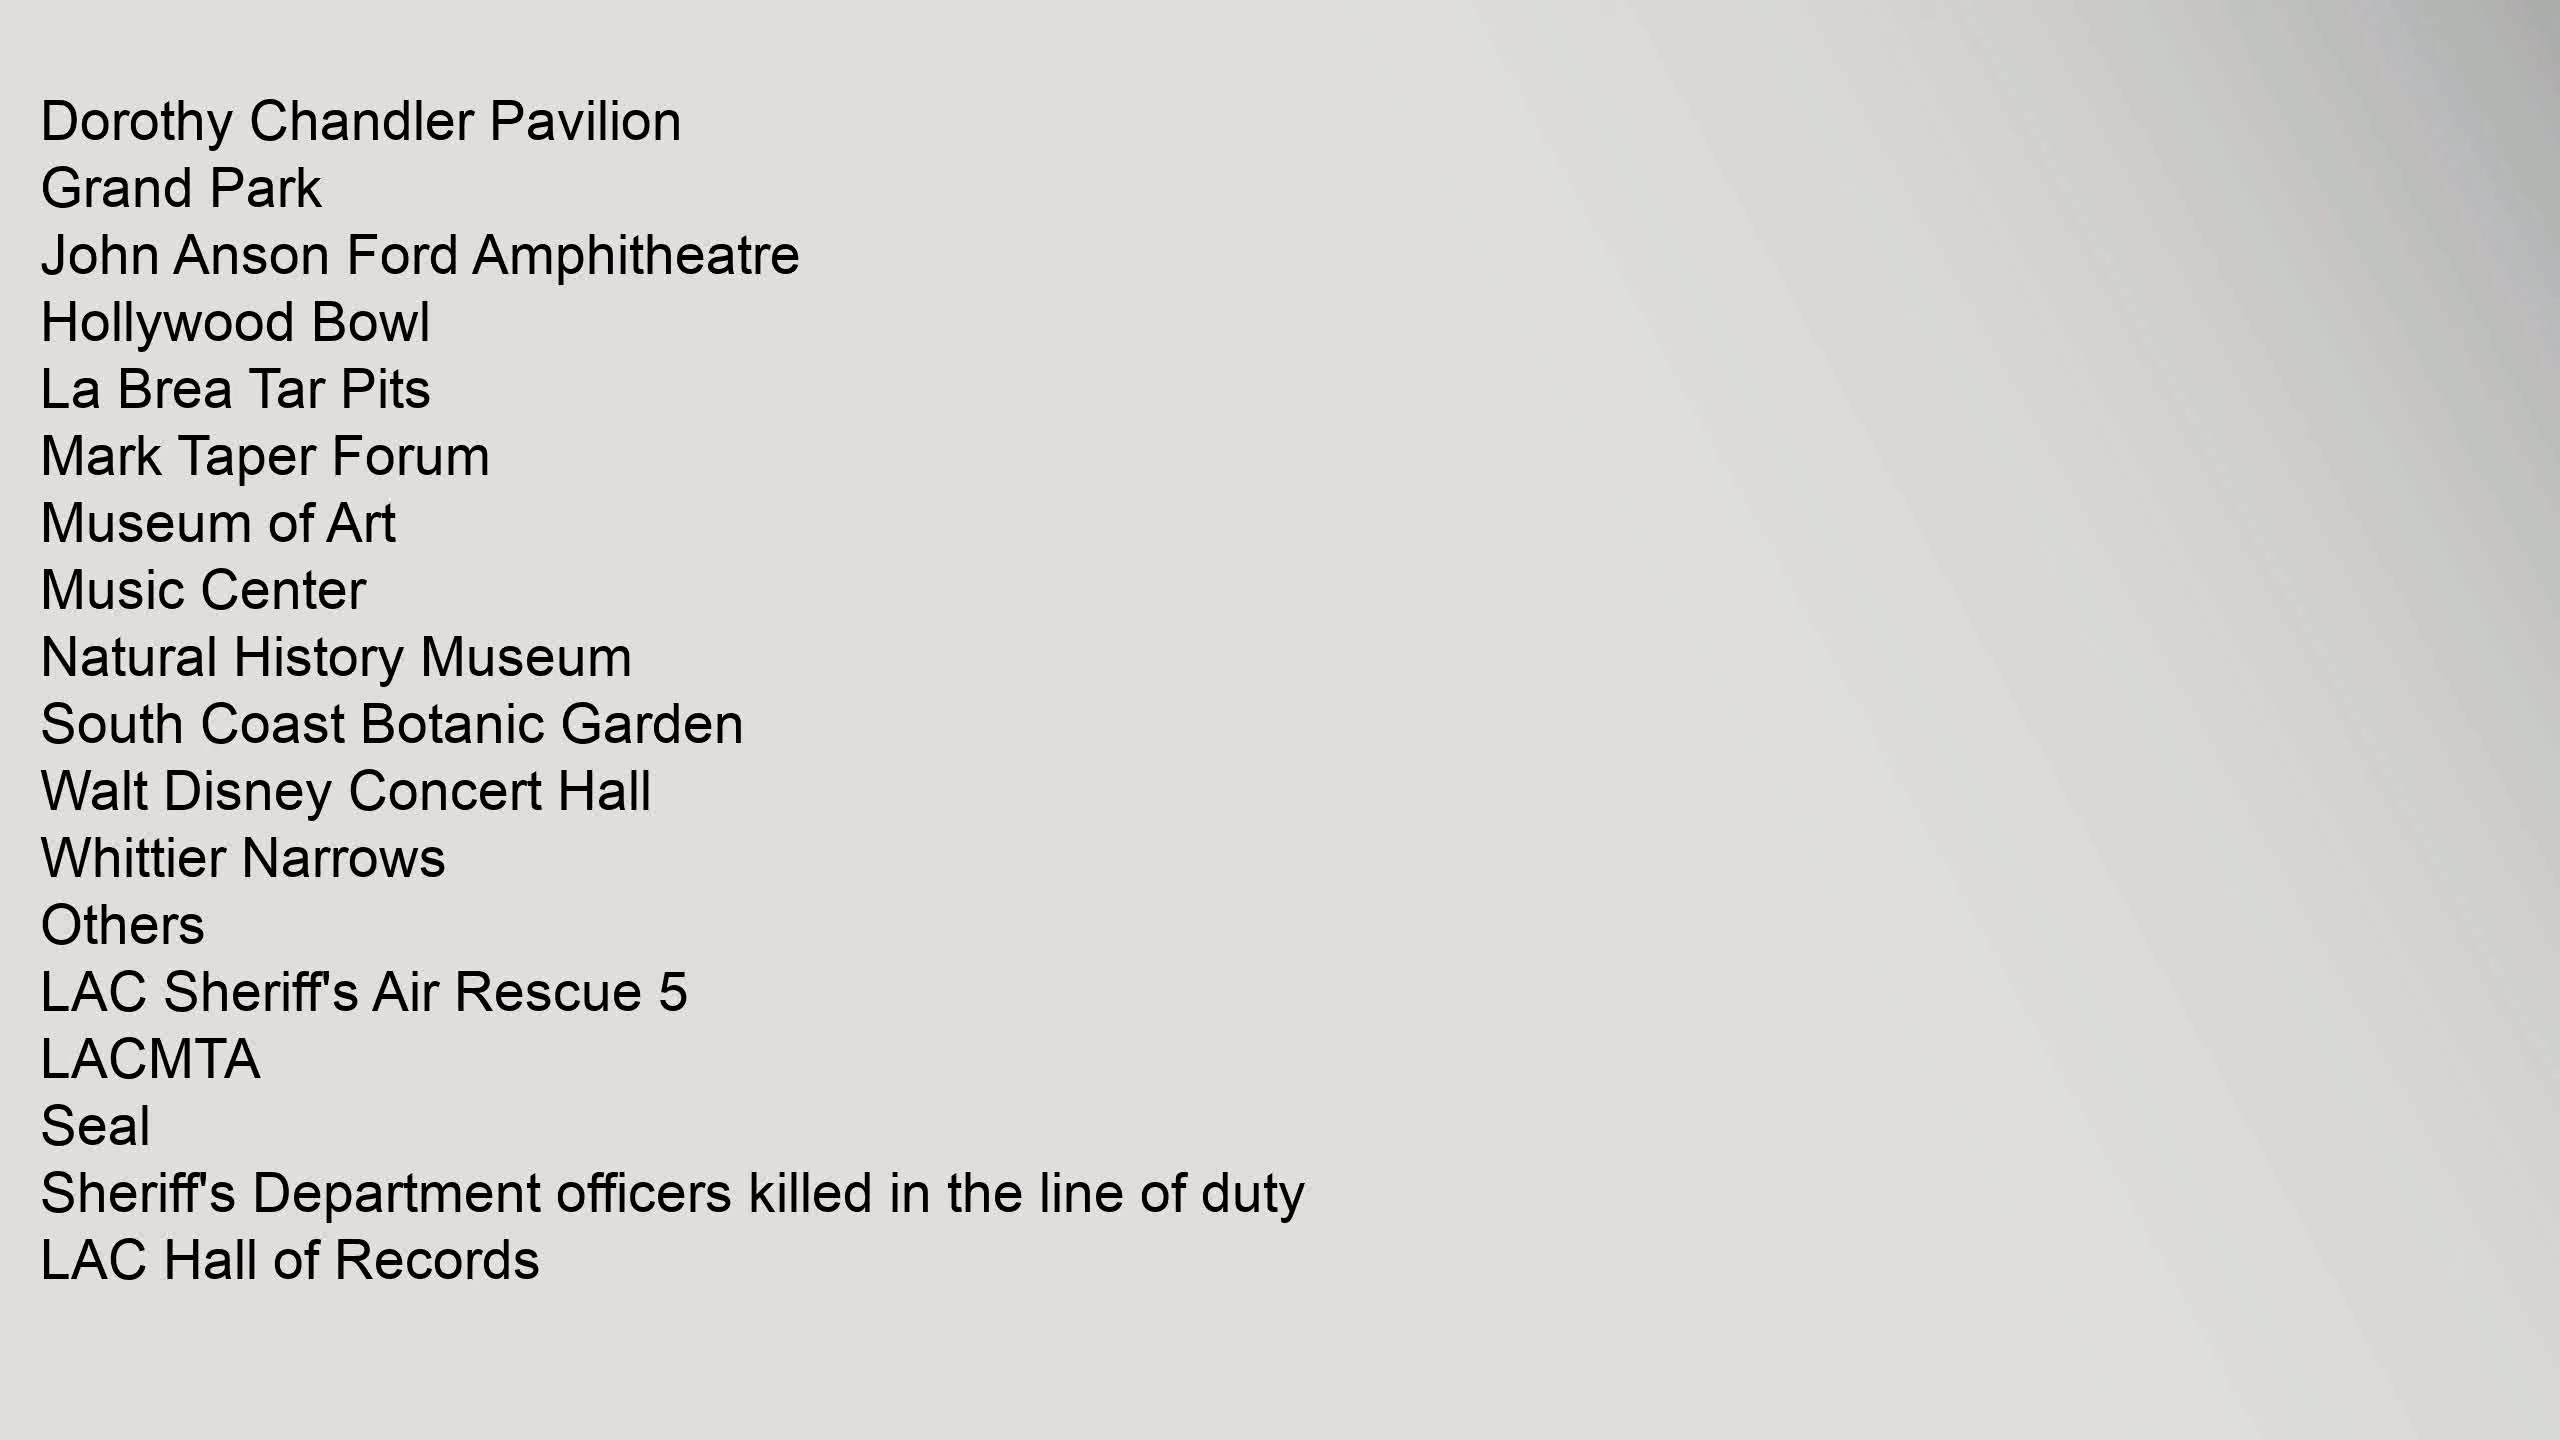 Dorothy Chandler Pavilion
Grand Park
John Anson Ford Amphitheatre
Hollywood Bowl
La Brea Tar Pits
Mark Taper Forum
Museum of Art
Music Center
Natural History Museum
South Coast Botanic Garden
Walt Disney Concert Hall
Whittier Narrows
Others
LAC Sheriff's Air Rescue 5
LACMTA
Seal
Sheriff's Department officers killed in the line of duty
LAC Hall of Records